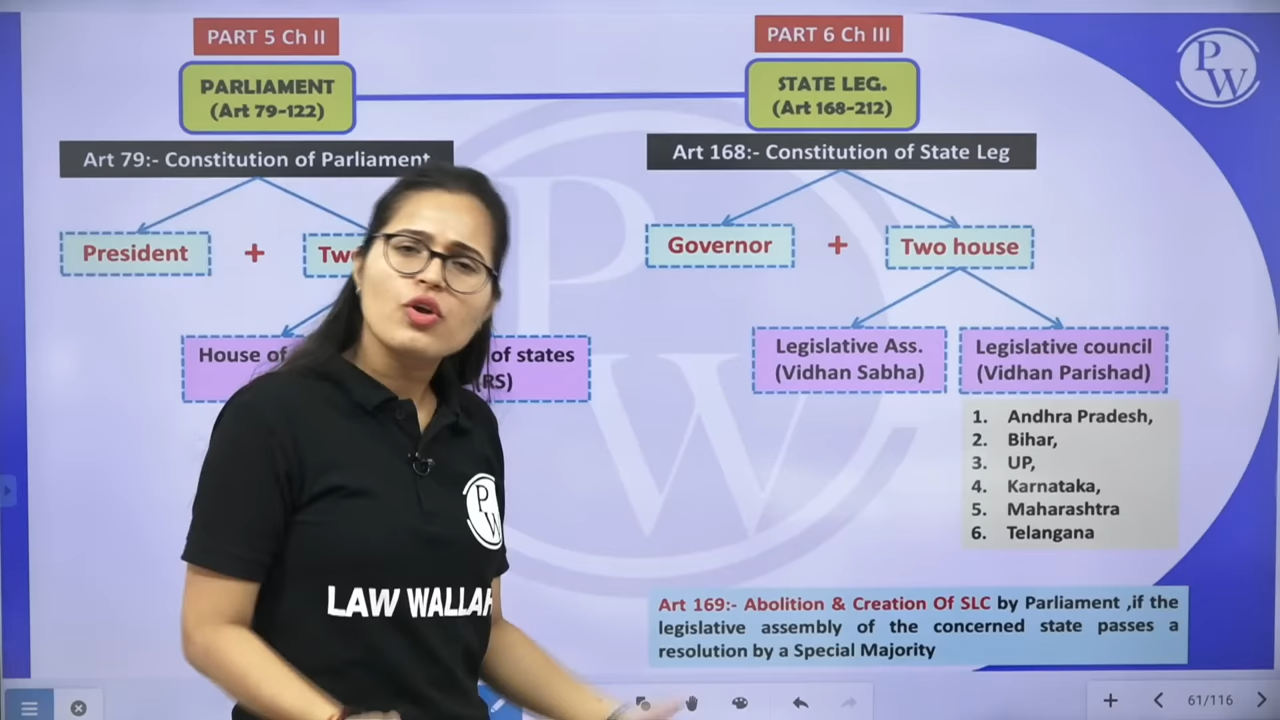 PART 5 Ch II
PARLIAMENT
(Art 79-122)
Art 79:- Constitution of Parliament
President
+
House of
of states
(RS)
PART 6 Ch III
STATE LEG.
(Art 168-212)
Art 168:- Constitution of State Leg
Governor
+
Two house
Legislative Ass.
(Vidhan Sabha)
Legislative council
(Vidhan Parishad)
1. Andhra Pradesh,
2. Bihar,
3. UP,
4. Karnataka,
5. Maharashtra
6. Telangana
Art 169:- Abolition & Creation Of SLC by Parliament ,if the
legislative assembly of the concerned state passes a
resolution by a Special Majority
PW
PW
PW
LAW WALLAH
61/116